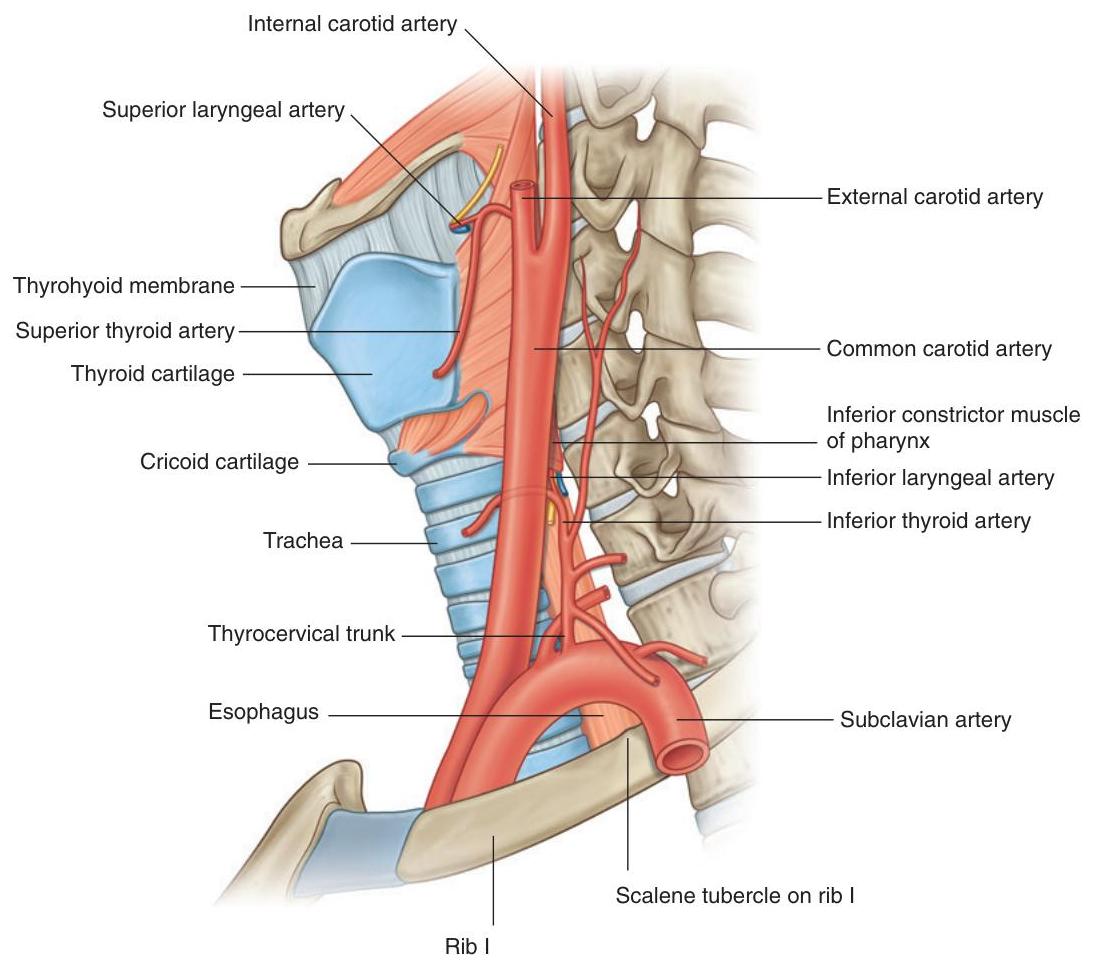 Internal carotid artery
Superior laryngeal artery
External carotid artery
Thyrohyoid membrane
Superior thyroid artery
Common carotid artery
Thyroid cartilage
Inferior constrictor muscle
of pharynx
Cricoid cartilage
Inferior laryngeal artery
Inferior thyroid artery
Trachea
Thyrocervical trunk
Esophagus
Subclavian artery
Scalene tubercle on rib I
Rib I